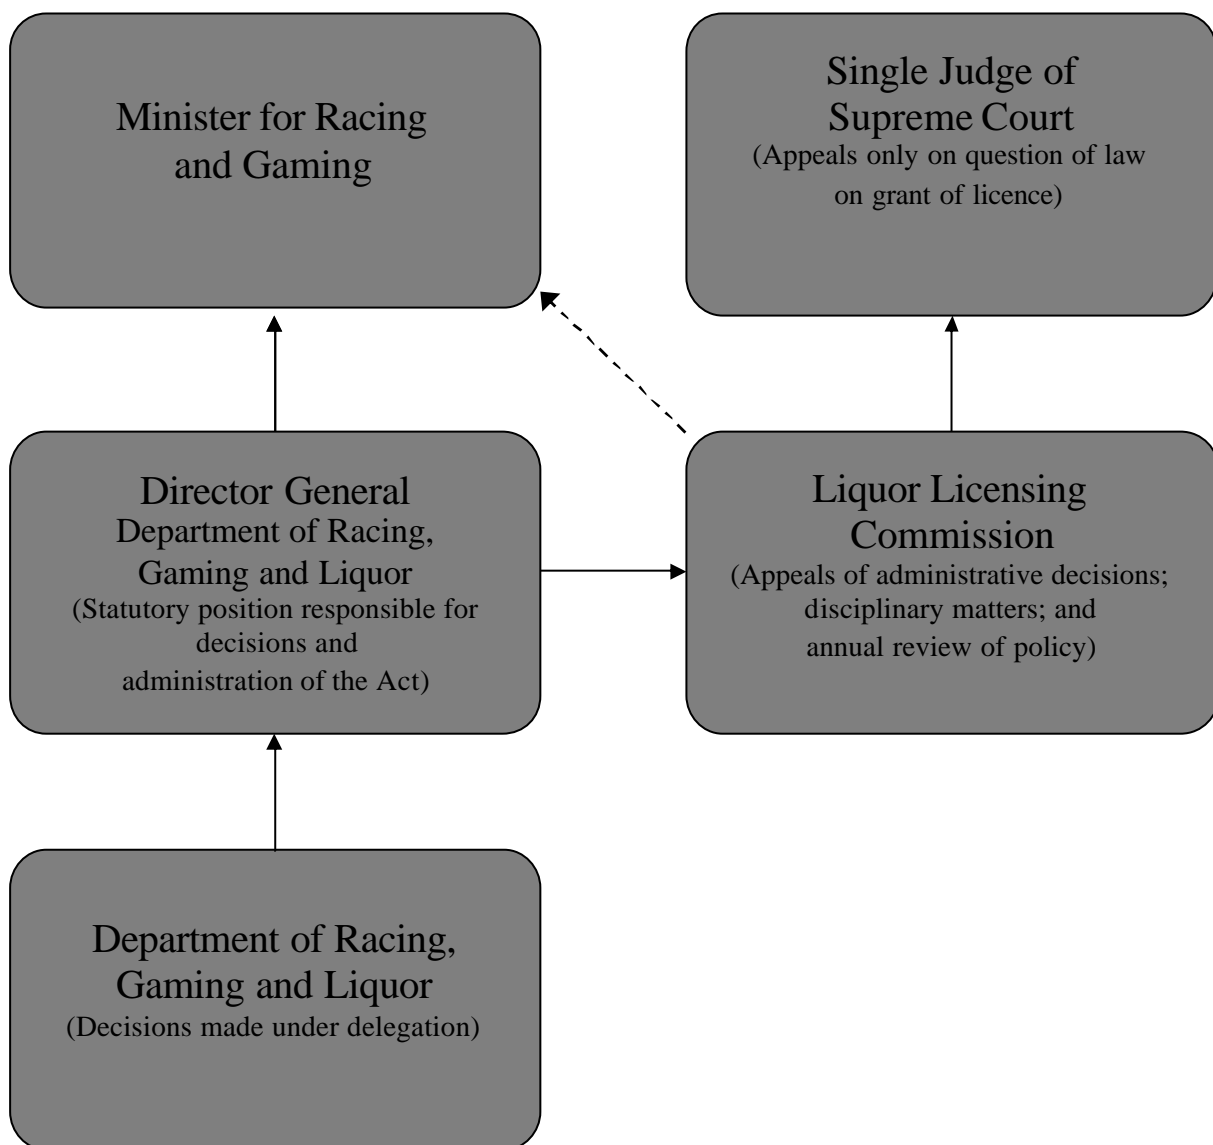 Minister for Racing
and Gaming
Single Judge of
Supreme Court
(Appeals only on question of law
on grant of licence)
Director General
Department of Racing,
Gaming and Liquor
(Statutory position responsible for
decisions and
administration of the Act)
Liquor Licensing
Commission
(Appeals of administrative decisions;
disciplinary matters; and
annual review of policy)
Department of Racing,
Gaming and Liquor
(Decisions made under delegation)